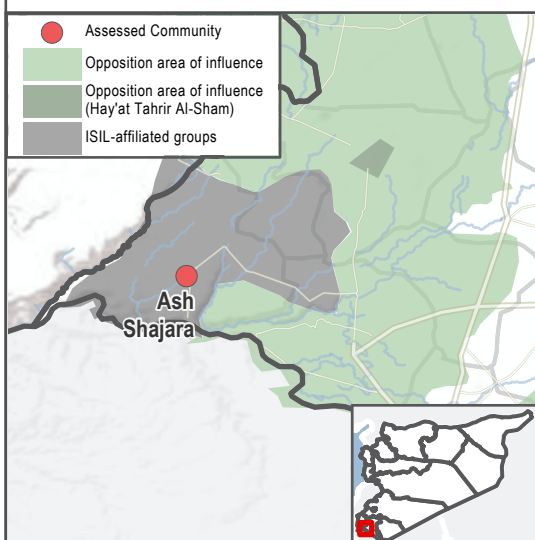 Assessed Community
Opposition area of influence
Opposition area of influence
(Hay'at Tahrir Al-Sham)
ISIL-affiliated groups
Ash
Shajara